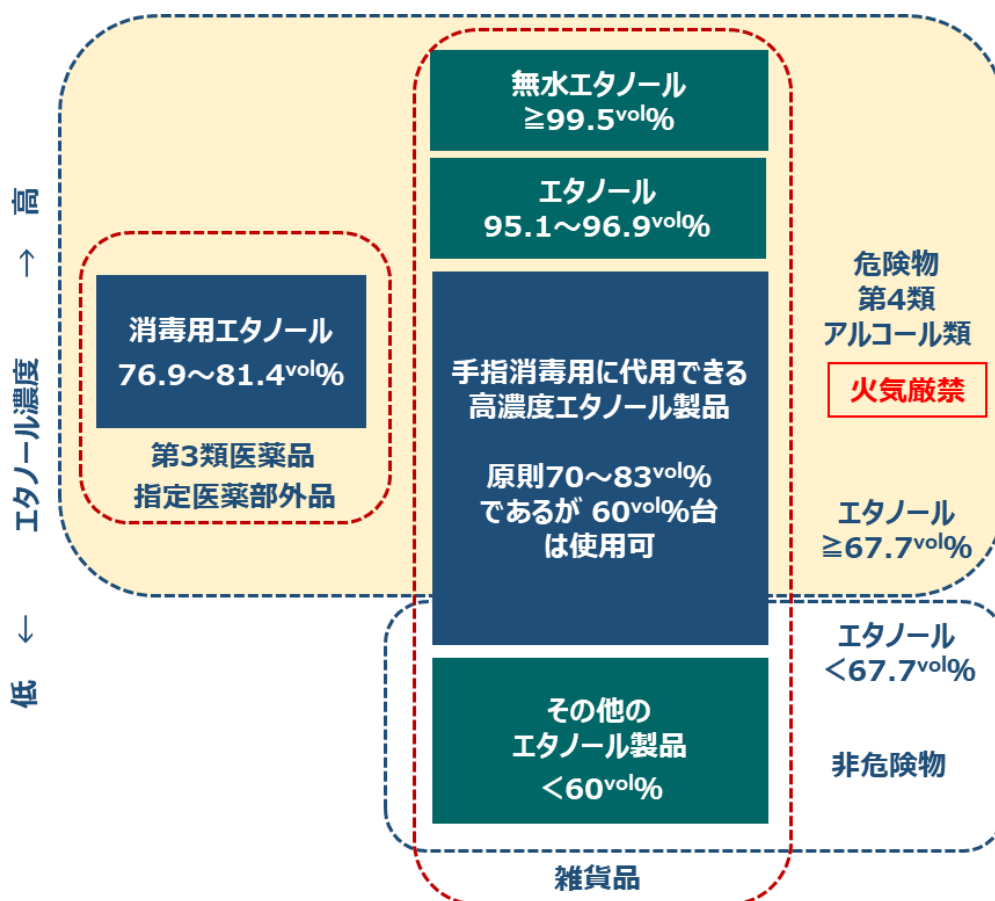 高
→
エタノール濃度
←
低
無水エタノール
≧99.5vol%
エタノール
95.1～96.9vol%
消毒用エタノール
76.9～81.4vol%
第3類医薬品
指定医薬部外品
手指消毒用に代用できる
高濃度エタノール製品
原則70～83vol%
であるが 60vol%台
は使用可
危険物
第4類
アルコール類
火気厳禁
エタノール
≧67.7vol%
エタノール
＜67.7vol%
その他の
エタノール製品
＜60vol%
非危険物
雑貨品